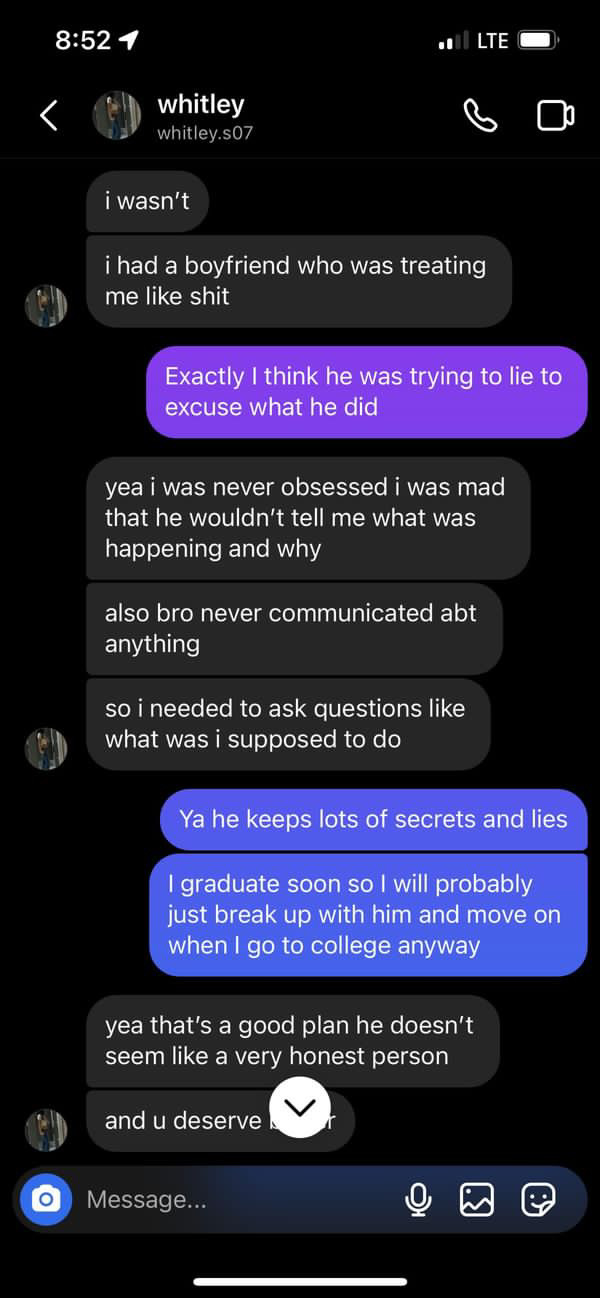 8:52
LTE
whitley
whitley.s07
i wasn't
i had a boyfriend who was treating
me like shit
Exactly I think he was trying to lie to
excuse what he did
yea i was never obsessed i was mad
that he wouldn't tell me what was
happening and why
also bro never communicated abt
anything
so i needed to ask questions like
what was i supposed to do
Ya he keeps lots of secrets and lies
I graduate soon so I will probably
just break up with him and move on
when I go to college anyway
yea that's a good plan he doesn't
seem like a very honest person
and u deserve
Message...